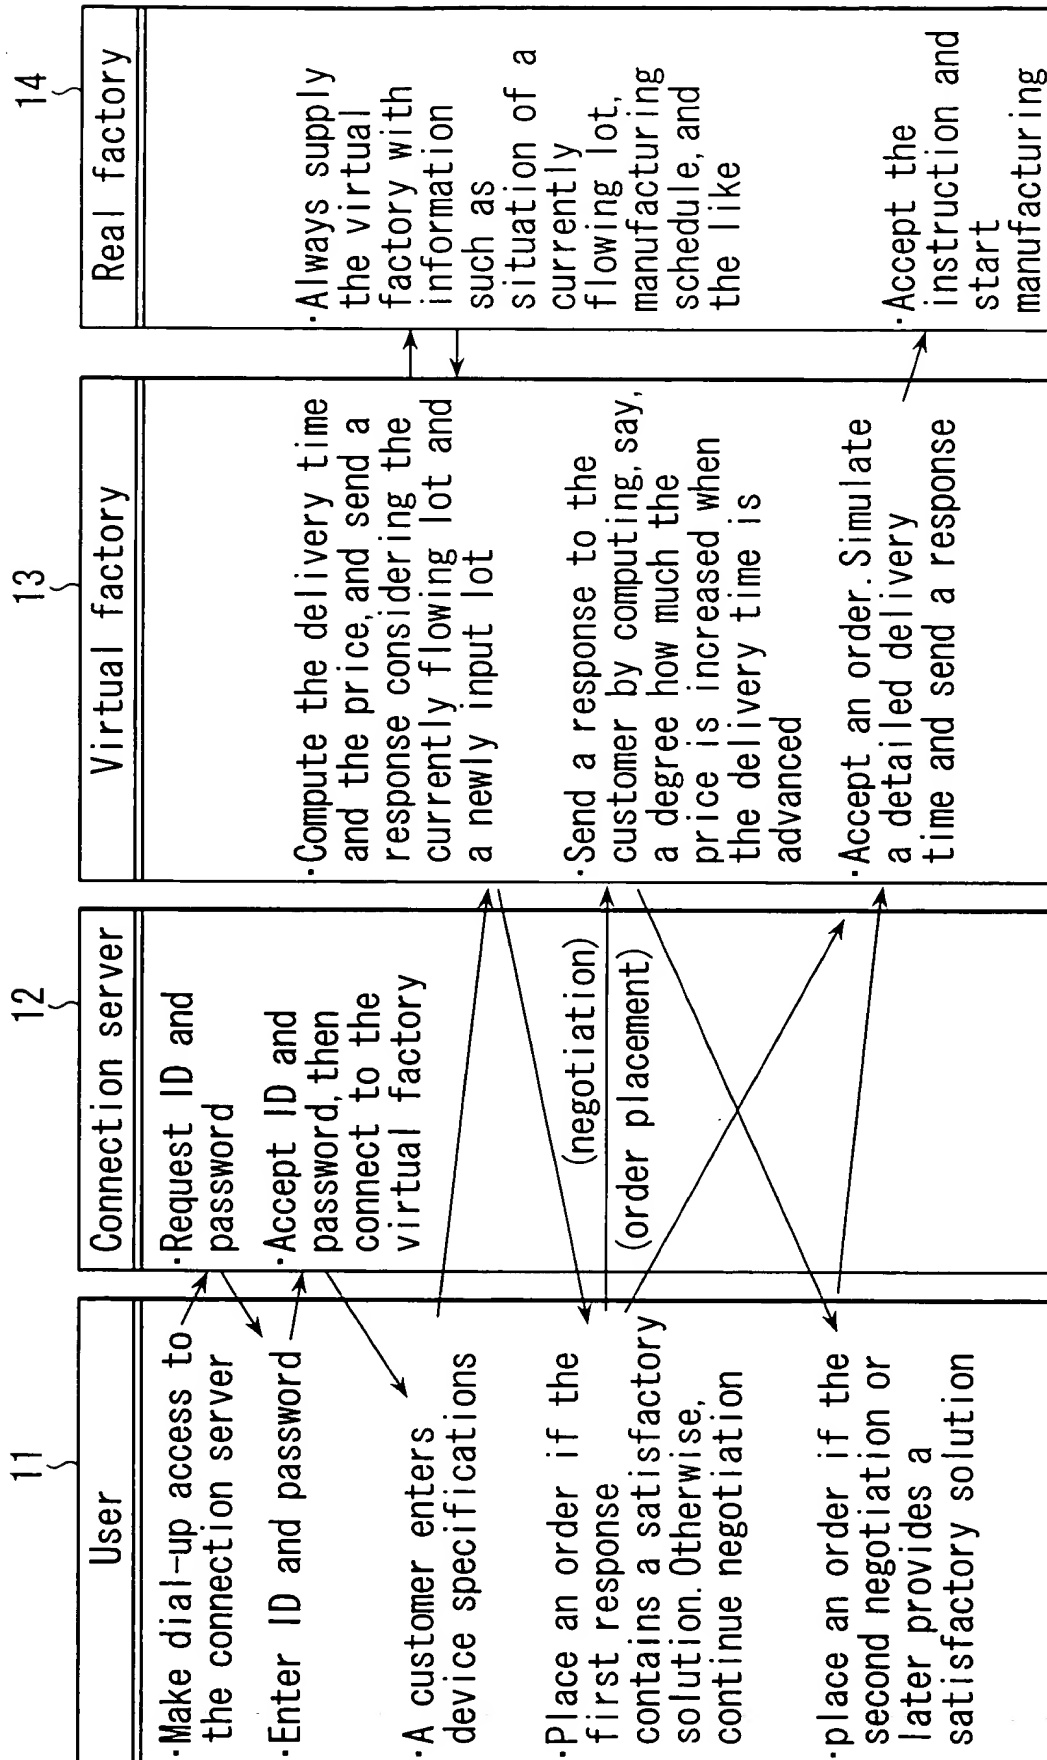 11
User
·Make dial-up access to
the connection server
·Enter ID and password
·A customer enters
device specifications
·Place an order if the
first response
contains a satisfactory
solution.Otherwise,
continue negotiation
·place an order if the
second negotiation or
later provides a
satisfactory solution
12
Connection server
·Request ID and
password
·Accept ID and
password,then
connect to the
virtual factory
(negotiation)
(order placement)
13
Virtual factory
·Compute the delivery time
and the price,and send a
response considering the
currently flowing lot and
a newly input lot
·Send a response to the
customer by computing,say,
a degree how much the
price is increased when
the delivery time is
advanced
·Accept an order.Simulate
a detailed delivery
time and send a response
14
Real factory
·Always supply
the virtual
factory with
information
such as
situation of a
currently
flowing lot,
manufacturing
schedule,and
the like
·Accept the
instruction and
start
manufacturing